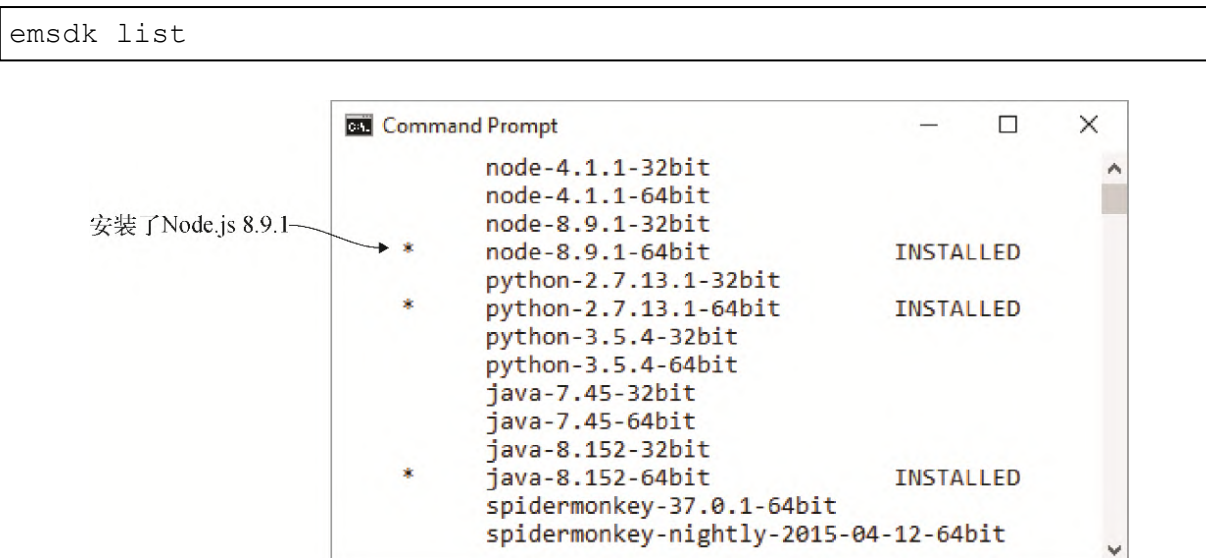 emsdk list
Command Prompt
node-4.1.1-32bit
node-4.1.1-64bit
node-8.9.1-32bit
安装了Node.js 8.9.1
* node-8.9.1-64bit INSTALLED
python-2.7.13.1-32bit
* python-2.7.13.1-64bit INSTALLED
python-3.5.4-32bit
python-3.5.4-64bit
java-7.45-32bit
java-7.45-64bit
java-8.152-32bit
* java-8.152-64bit INSTALLED
spidermonkey-37.0.1-64bit
spidermonkey-nightly-2015-04-12-64bit